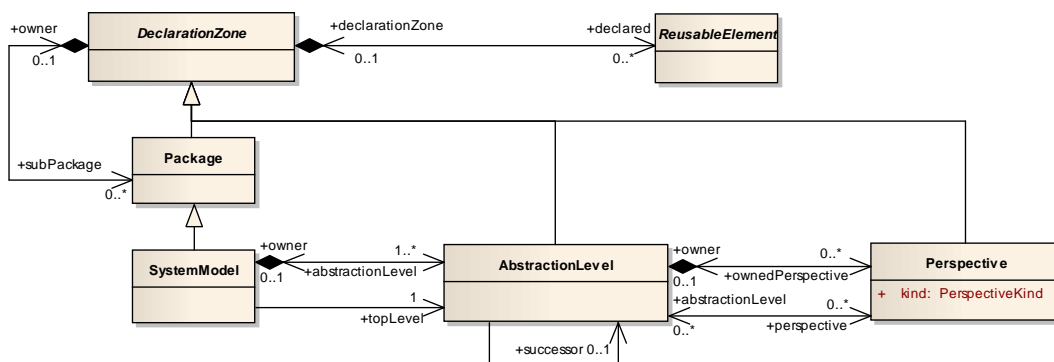 +owner
DeclarationZone
+declarationZone
+declared
ReusableElement
0..1
0..1
0..*
+subPackage
Package
0..*
+owner
1..*
+owner
0..*
SystemModel
0..1
+abstractionLevel
AbstractionLevel
0..1
+ownedPerspective
Perspective
+ kind: PerspectiveKind
1
+abstractionLevel
0..*
+topLevel
0..*
+perspective
+successor 0..1